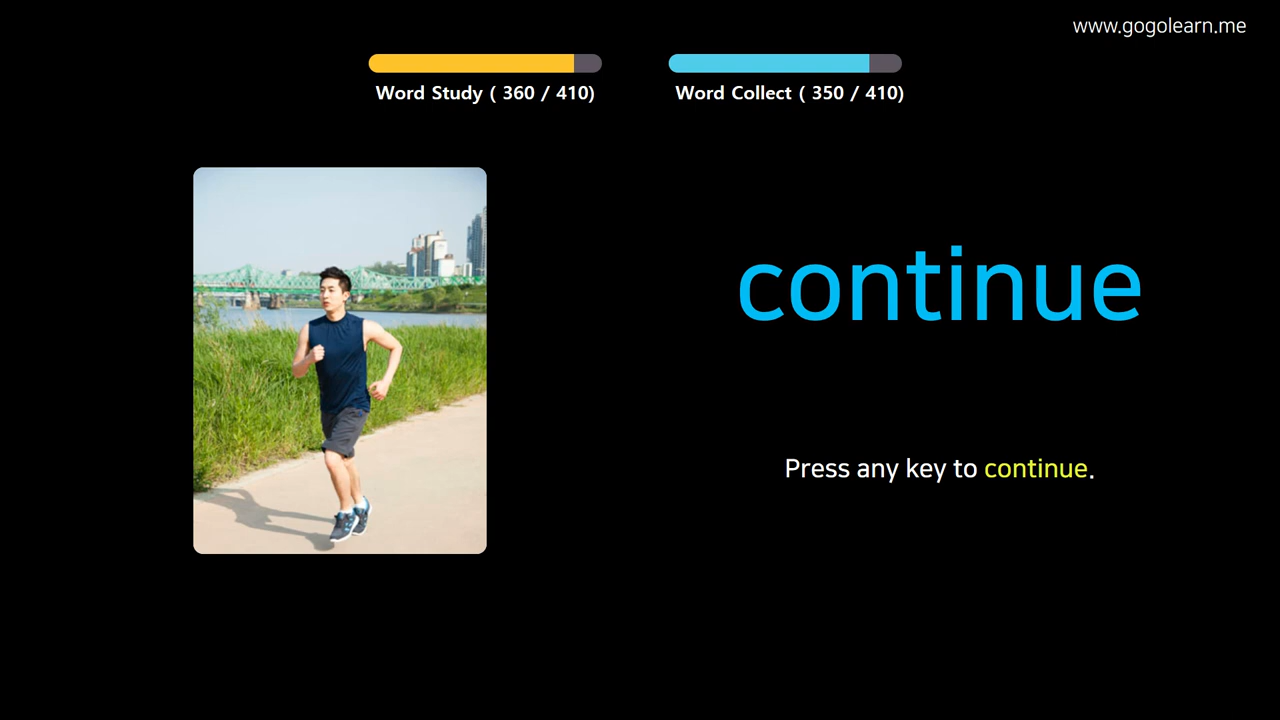 www.gogolearn.me
Word Study ( 360 / 410)
Word Collect ( 350 / 410)
continue
Press any key to continue.